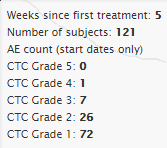 Weeks since first treatment: 5
Number of subjects: 121
AE count (start dates only)
CTC Grade 5: 0
CTC Grade 4: 1
CTC Grade 3: 7
CTC Grade 2: 26
CTC Grade 1: 72